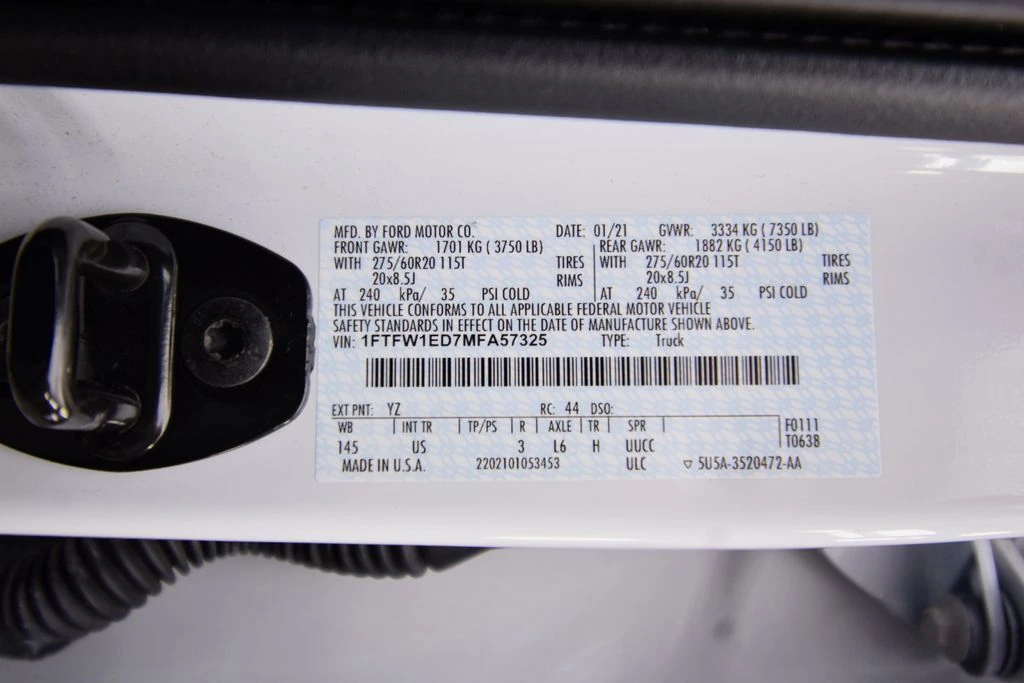 MFD. BY FORD MOTOR CO. DATE: 01/21 GVWR: 3334 KG ( 7350 LB)
FRONT GAWR: 1701 KG ( 3750 LB) REAR GAWR: 1882 KG ( 4150 LB)
WITH 275/60R20 115T TIRES WITH 275/60R20 115T TIRES
20x8.5J RIMS 20x8.5J RIMS
AT 240 kPa/ 35 PSI COLD AT 240 kPa/ 35 PSI COLD
THIS VEHICLE CONFORMS TO ALL APPLICABLE FEDERAL MOTOR VEHICLE
SAFETY STANDARDS IN EFFECT ON THE DATE OF MANUFACTURE SHOWN ABOVE.
VIN: 1FTFW1ED7MFA57325 TYPE: Truck
EXT PNT: YZ RC: 44 DSO:
WB INT TR TP/PS R AXLE TR SPR F0111
145 US 3 L6 H UUCC T0638
MADE IN U.S.A. 2202101053453 ULC ▽ 5U5A-3520472-AA